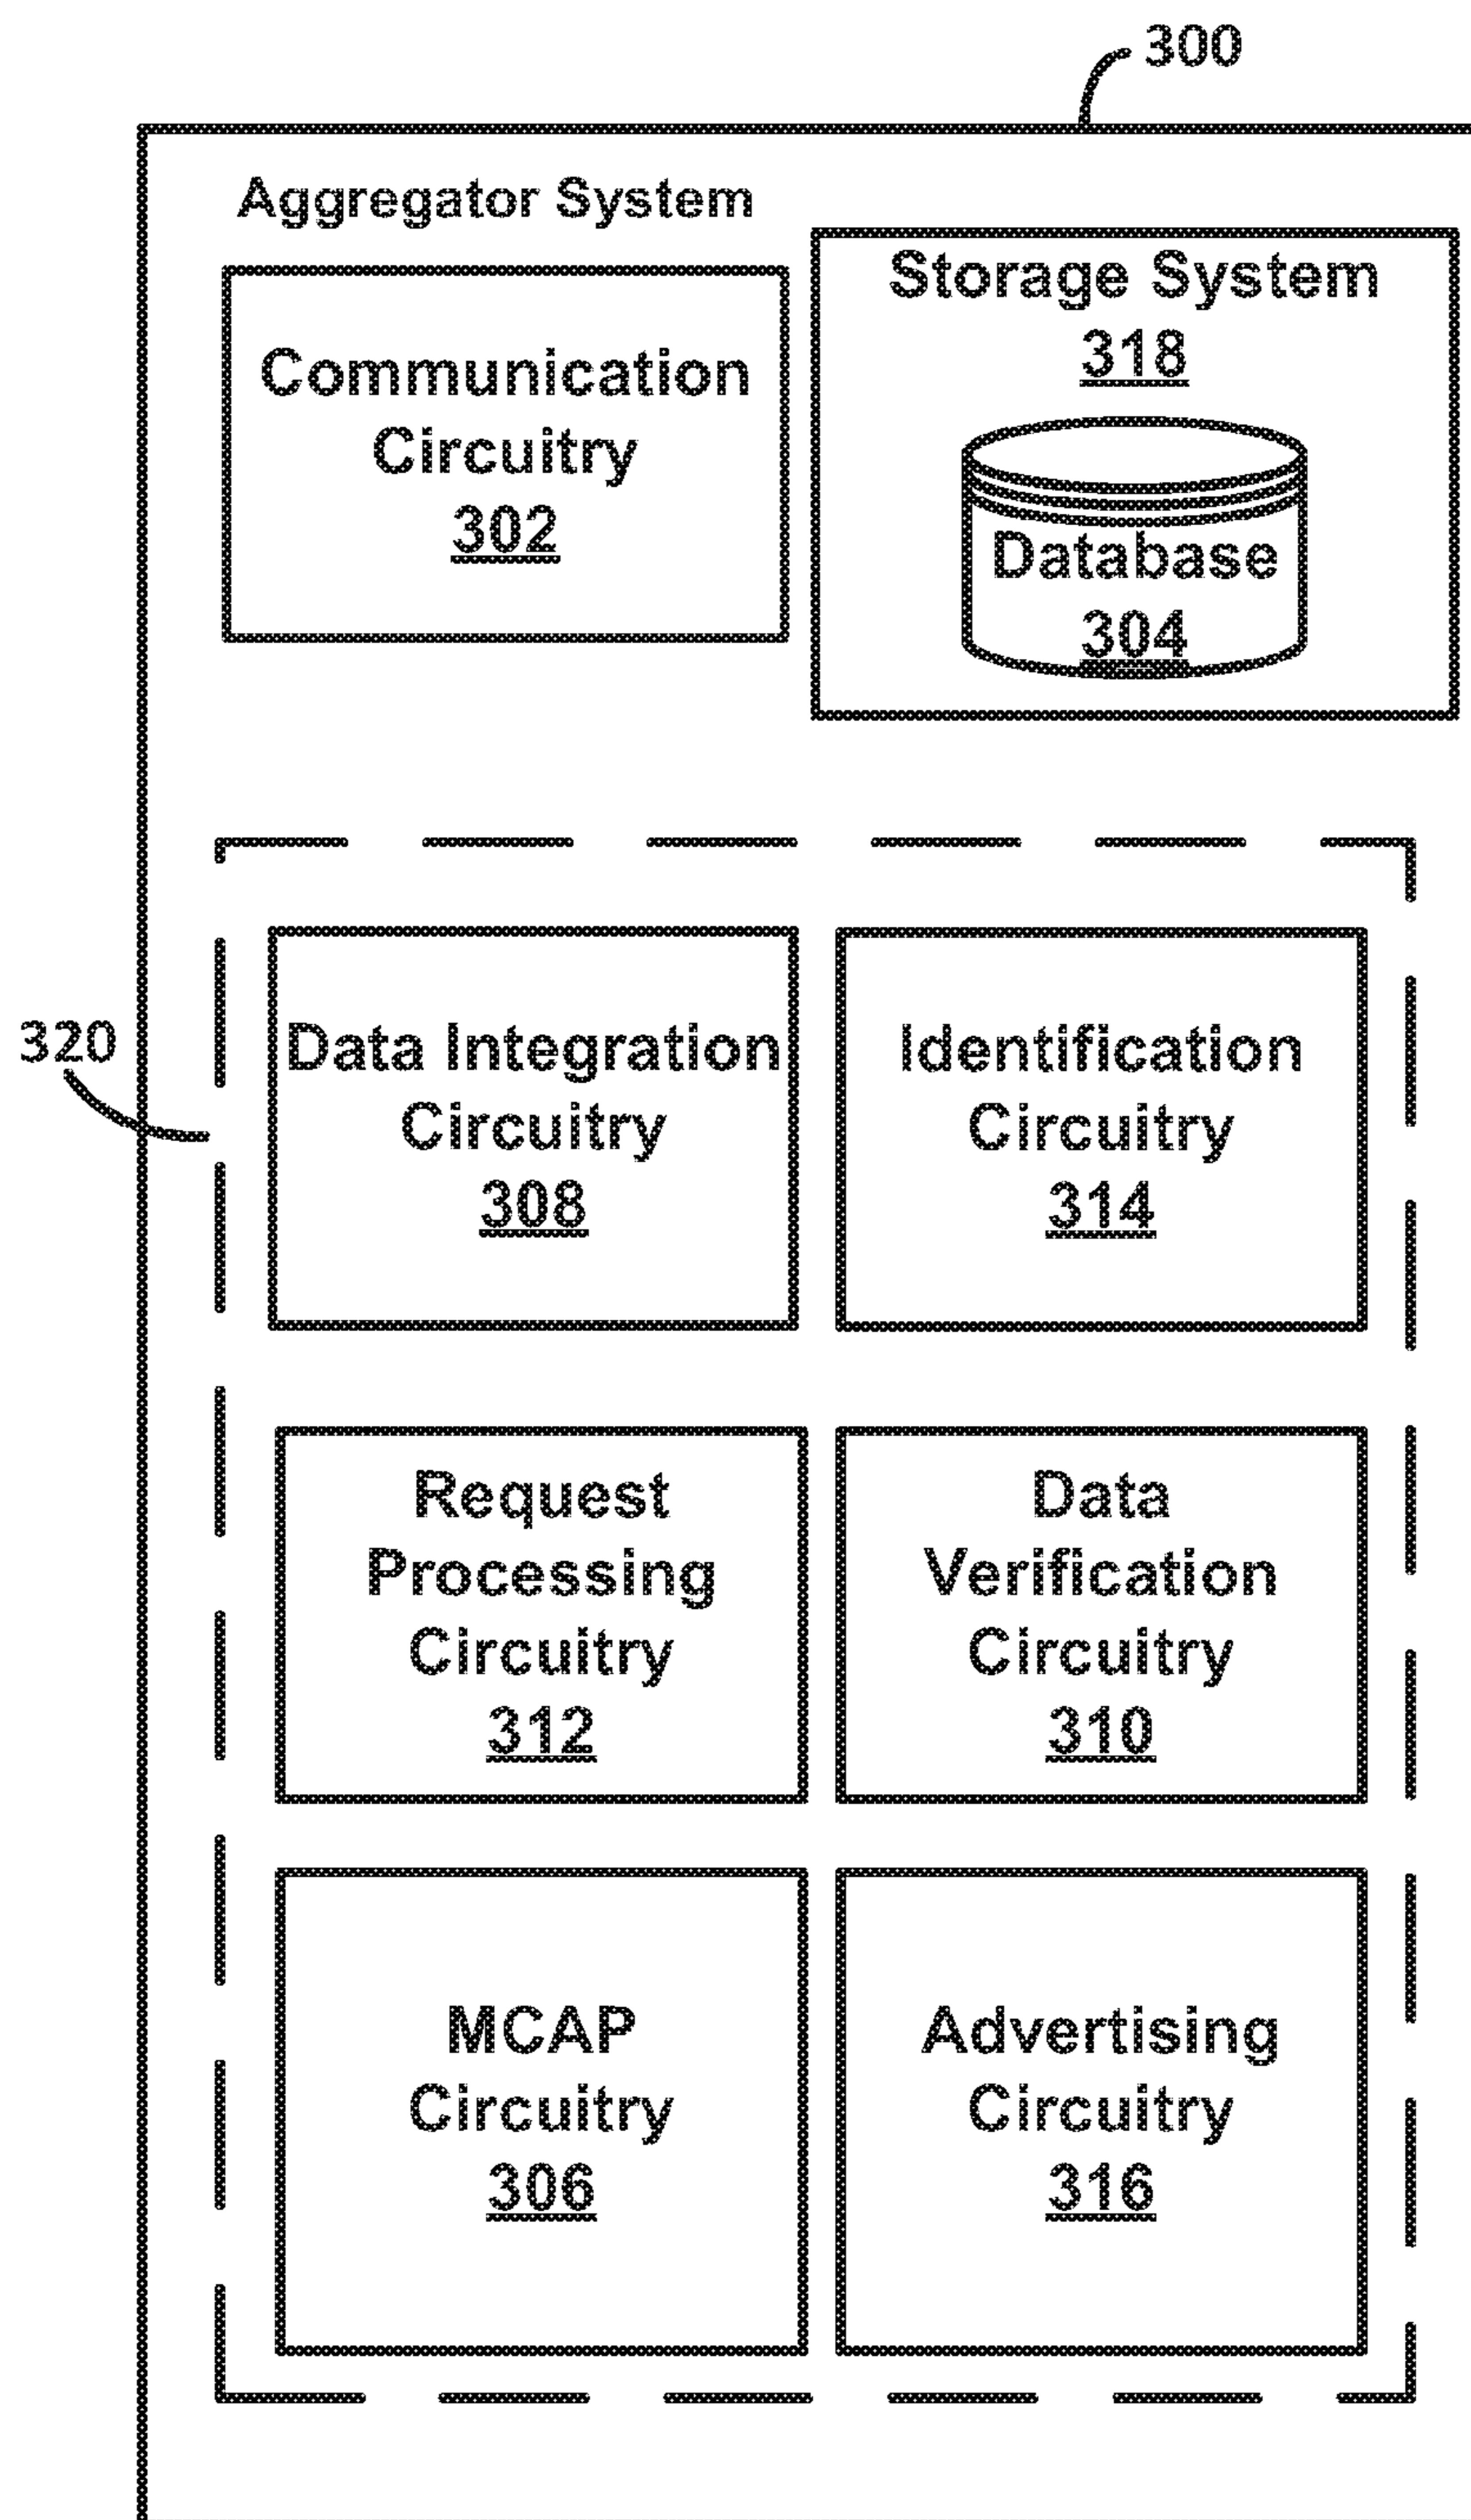 300
Aggregator System
Communication
Circuitry
302
Storage System
318
Database
304
320
Data Integration
Circuitry
308
Identification
Circuitry
314
Request
Processing
Circuitry
312
Data
Verification
Circuitry
310
MCAP
Circuitry
306
Advertising
Circuitry
316